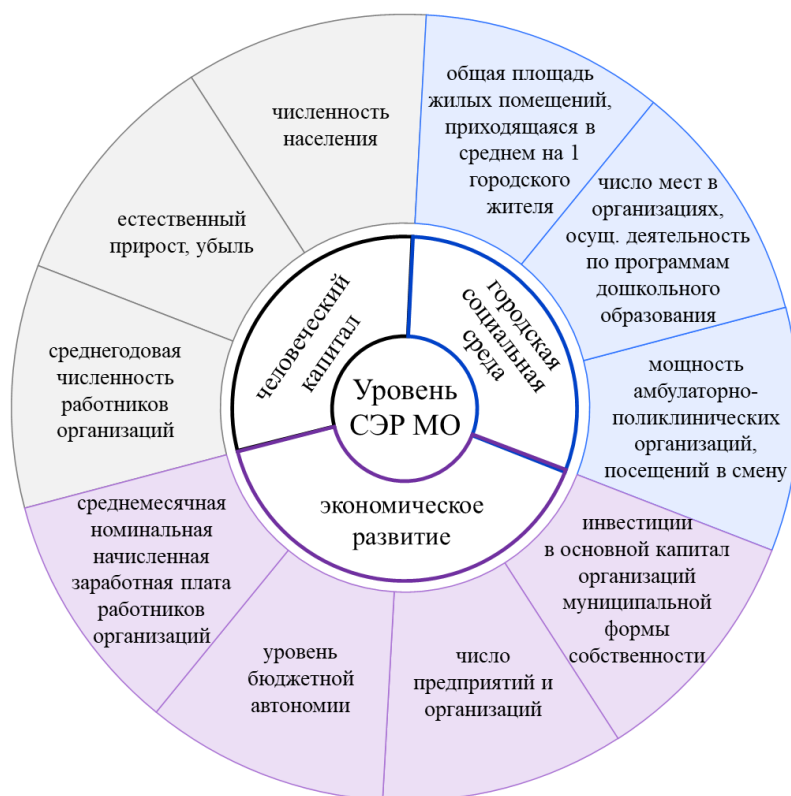 общая площадь
жилых помещений,
приходящаяся в
среднем на 1
городского
жителя
число мест в
организациях,
осущ. деятельность
по программам
дошкольного
образования
мощность
амбулаторно-
поликлинических
организаций,
посещений в смену
инвестиции
в основной капитал
организаций
муниципальной
формы
собственности
число
предприятий и
организаций
уровень
бюджетной
автономии
среднемесячная
номинальная
начисленная
заработная плата
работников
организаций
среднегодовая
численность
работников
организаций
естественный
прирост, убыль
численность
населения
человеческий
капитал
городская
социальная
среда
экономическое
развитие
Уровень
СЭР МО